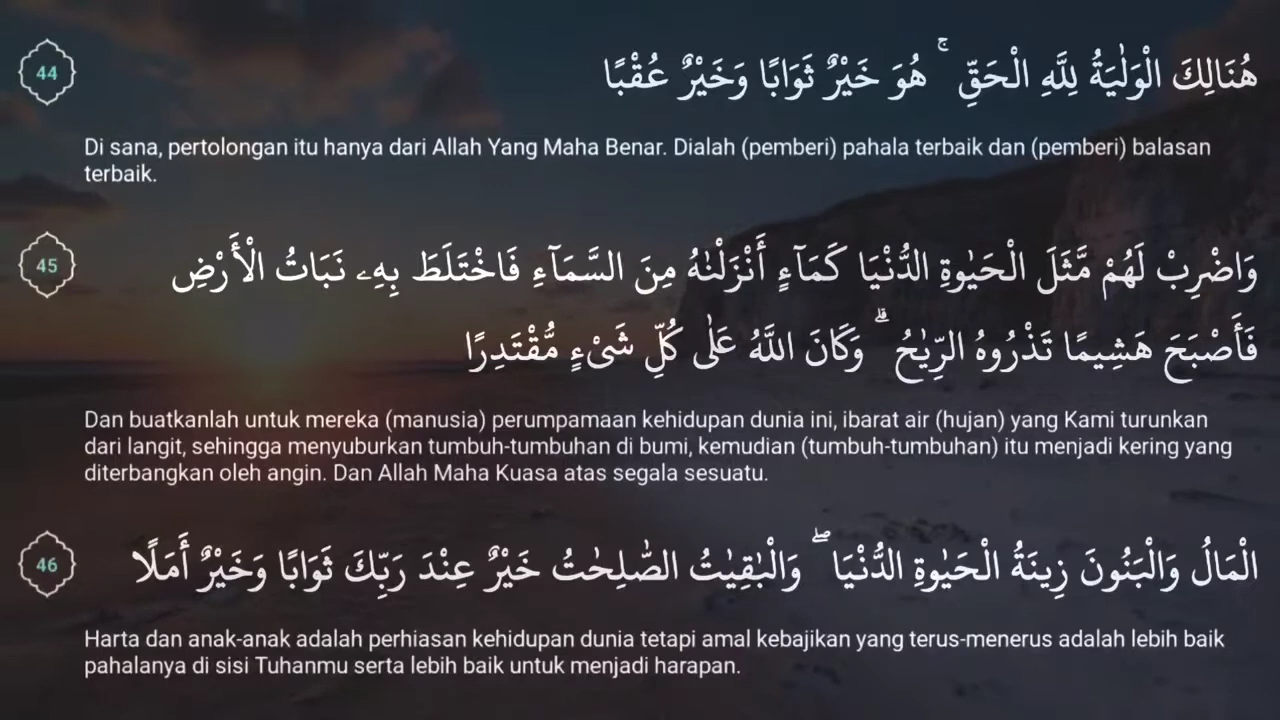 44
هُنَالِكَ الْوَلٰيَةُ لِلّٰهِ الْحَقِّ ۚ هُوَ خَيْرٌ ثَوَابًا وَخَيْرٌ عُقْبًا
Di sana, pertolongan itu hanya dari Allah Yang Maha Benar. Dialah (pemberi) pahala terbaik dan (pemberi) balasan
terbaik.
45
وَاضْرِبْ لَهُمْ مَّثَلَ الْحَيٰوةِ الدُّنْيَا كَمَاۤءٍ أَنْزَلْنٰهُ مِنَ السَّمَاۤءِ فَاخْتَلَطَ بِهٖ نَبَاتُ الْأَرْضِ
فَأَصْبَحَ هَشِيمًا تَذْرُوهُ الرِّيٰحُ ۗ وَكَانَ اللّٰهُ عَلٰى كُلِّ شَىْءٍ مُّقْتَدِرًا
Dan buatkanlah untuk mereka (manusia) perumpamaan kehidupan dunia ini, ibarat air (hujan) yang Kami turunkan
dari langit, sehingga menyuburkan tumbuh-tumbuhan di bumi, kemudian (tumbuh-tumbuhan) itu menjadi kering yang
diterbangkan oleh angin. Dan Allah Maha Kuasa atas segala sesuatu.
46
الْمَالُ وَالْبَنُونَ زِينَةُ الْحَيٰوةِ الدُّنْيَا ۖ وَالْبٰقِيٰتُ الصّٰلِحٰتُ خَيْرٌ عِنْدَ رَبِّكَ ثَوَابًا وَخَيْرٌ أَمَلًا
Harta dan anak-anak adalah perhiasan kehidupan dunia tetapi amal kebajikan yang terus-menerus adalah lebih baik
pahalanya di sisi Tuhanmu serta lebih baik untuk menjadi harapan.